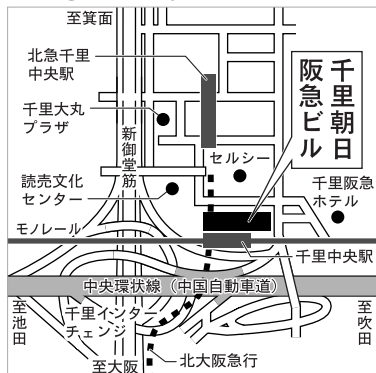 至箕面
北急千里
中央駅
千里朝日
阪急ビル
千里大丸
プラザ
新御堂筋
セルシー
読売文化
センター
千里阪急
ホテル
モノレール
千里中央駅
中央環状線（中国自動車道）
至池田
千里インター
チェンジ
至吹田
至大阪
北大阪急行